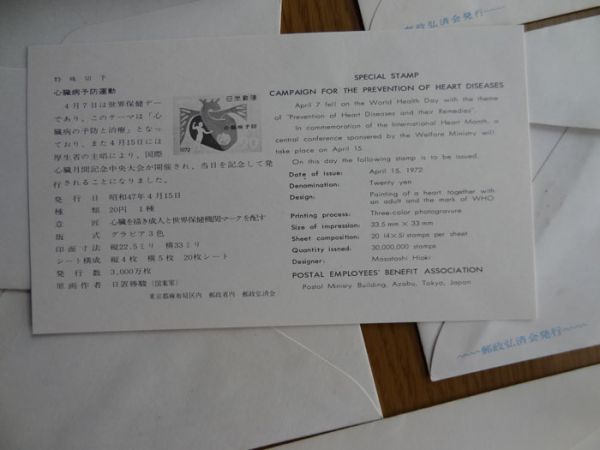 特殊切手
心臓病予防運動
4月7日は世界保健デー
であり、このテーマは「心
臓病の予防と治療」となっ
ており、また4月15日には
厚生省の主唱により、国際
心臓月間記念中央大会が開催され、当日を記念して発
行されることになりました。
発行日 昭和47年4月15日
種類 20円 1種
意匠 心臓を描き成人と世界保健機関マークを配す
版式 グラビア3色
印面寸法 縦22.5ミリ 横33ミリ
シート構成 縦4枚 横5枚 20枚シート
発行数 3,000万枚
原画作者 日置勝駿（図案家）
東京都麻布局区内 郵政省内 郵政弘済会
日本郵便
心臓病予防
1972
20
SPECIAL STAMP
CAMPAIGN FOR THE PREVENTION OF HEART DISEASES
April 7 fell on the World Health Day with the theme
of "Prevention of Heart Diseases and their Remedies".
In commemoration of the International Heart Month, a
central conference sponsored by the Welfare Ministry will
take place on April 15.
On this day the following stamp is to be issued.
Date of issue: April 15, 1972
Denomination: Twenty yen
Design: Painting of a heart together with
an adult and the mark of WHO
Printing process: Three-color photogravure
Size of impression: 33.5 mm × 33 mm
Sheet composition: 20 (4×5) stamps per sheet
Quantity issued: 30,000,000 stamps
Designer: Masatoshi Hioki
POSTAL EMPLOYEES' BENEFIT ASSOCIATION
Postal Minisry Building, Azabu, Tokyo, Japan
郵政弘済会発行
郵政弘済会発行